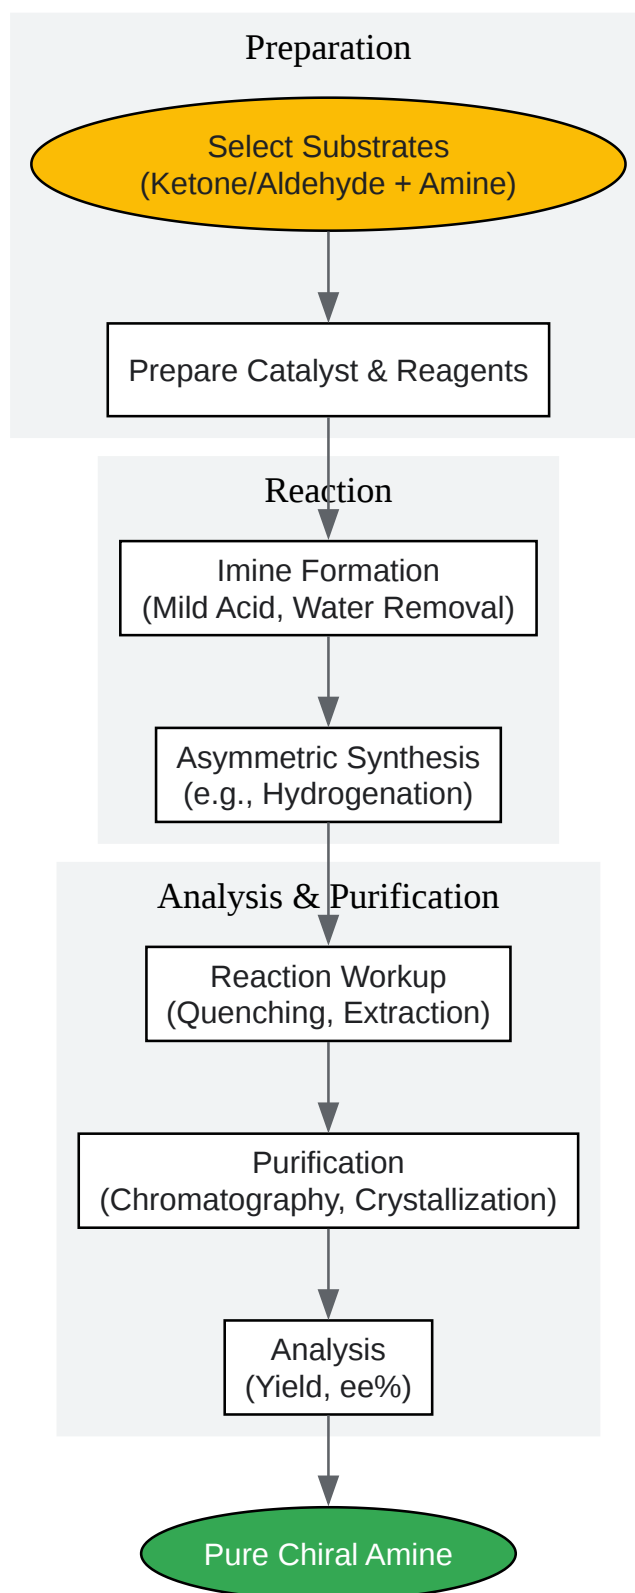 Preparation
Select Substrates
(Ketone/Aldehyde + Amine)
Prepare Catalyst & Reagents
Reaction
Imine Formation
(Mild Acid, Water Removal)
Asymmetric Synthesis
(e.g., Hydrogenation)
Analysis & Purification
Reaction Workup
(Quenching, Extraction)
Purification
(Chromatography, Crystallization)
Analysis
(Yield, ee%)
Pure Chiral Amine